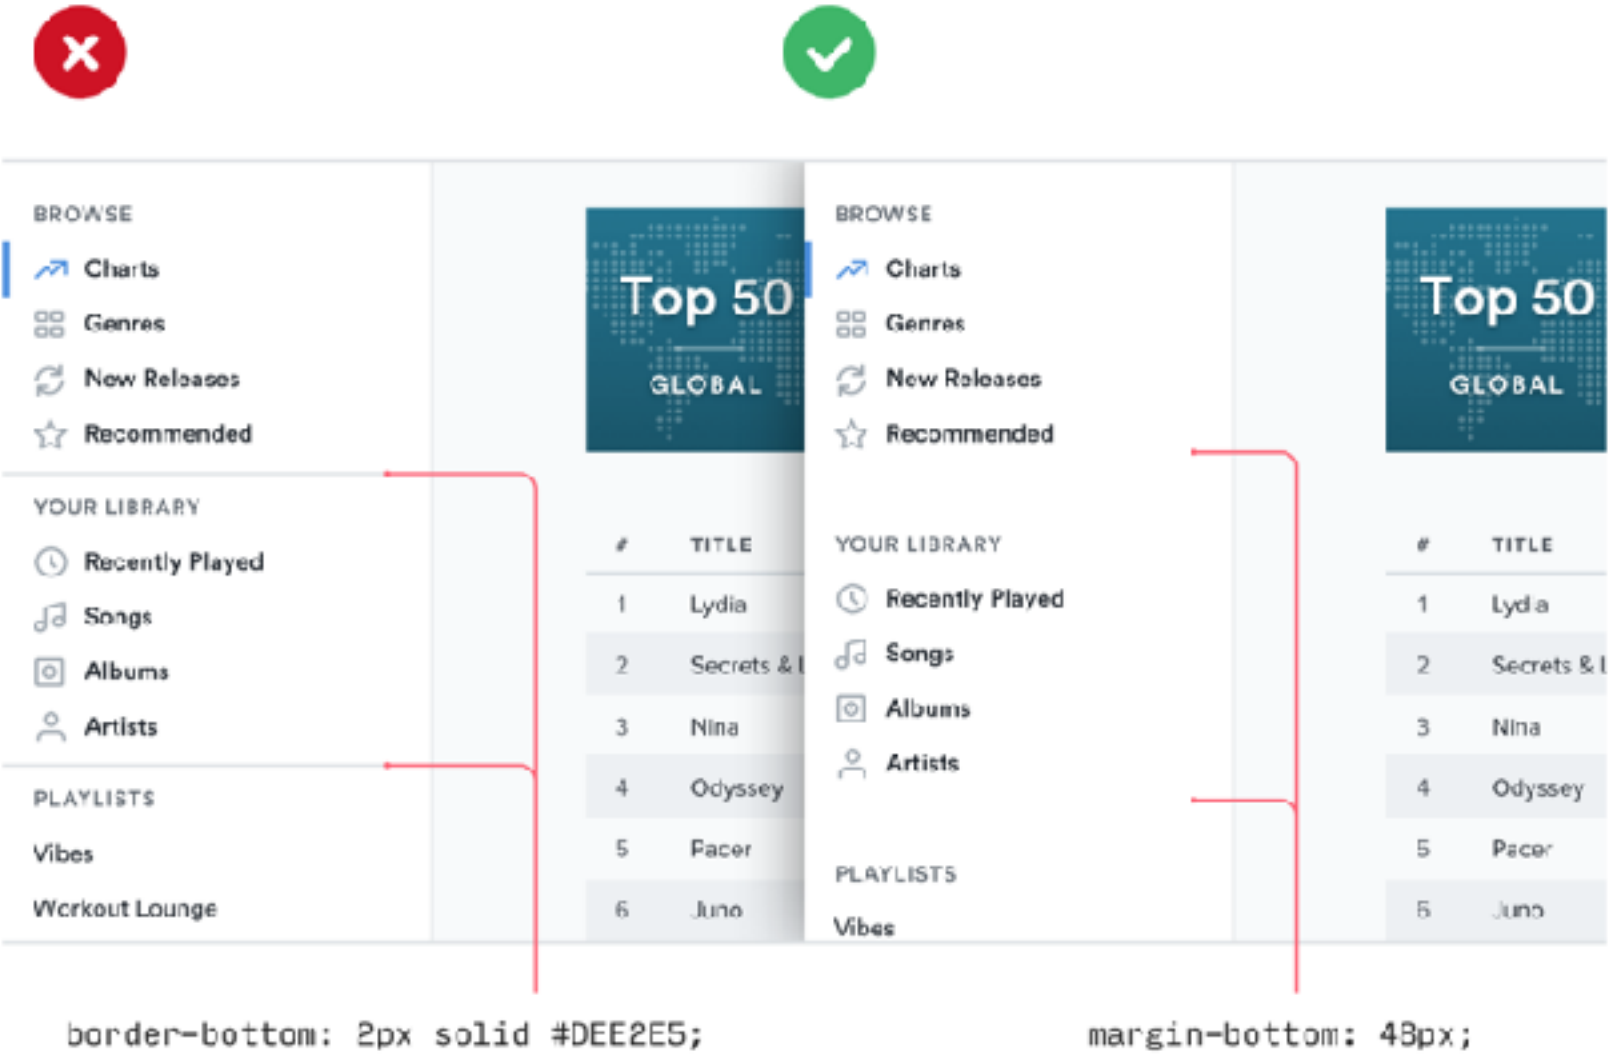 BROWSE
Charts
Genres
New Releases
Recommended
YOUR LIBRARY
Recently Played
Songs
Albums
Artists
PLAYLISTS
Vibes
Workout Lounge
Top 50
GLOBAL
# TITLE
1 Lydia
2 Secrets & L
3 Nina
4 Odyssey
5 Pacer
6 Juno
border-bottom: 2px solid #DEE2E5;
BROWSE
Charts
Genres
New Releases
Recommended
YOUR LIBRARY
Recently Played
Songs
Albums
Artists
PLAYLISTS
Vibes
Top 50
GLOBAL
# TITLE
1 Lydia
2 Secrets & L
3 Nina
4 Odyssey
5 Pacer
6 Juno
margin-bottom: 48px;